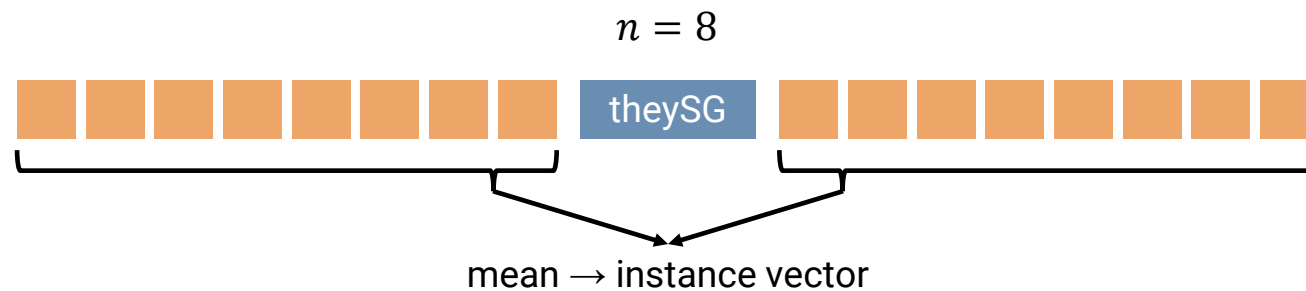 n = 8
theySG
mean → instance vector